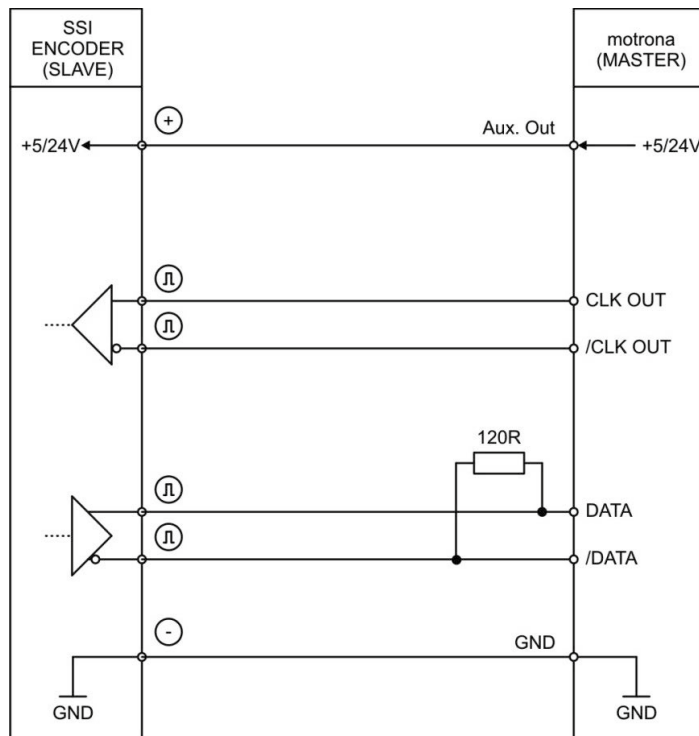 SSI
ENCODER
(SLAVE)
motrona
(MASTER)
+
Aux. Out
+5/24V
+5/24V
CLK OUT
/CLK OUT
120R
DATA
/DATA
-
GND
GND
GND